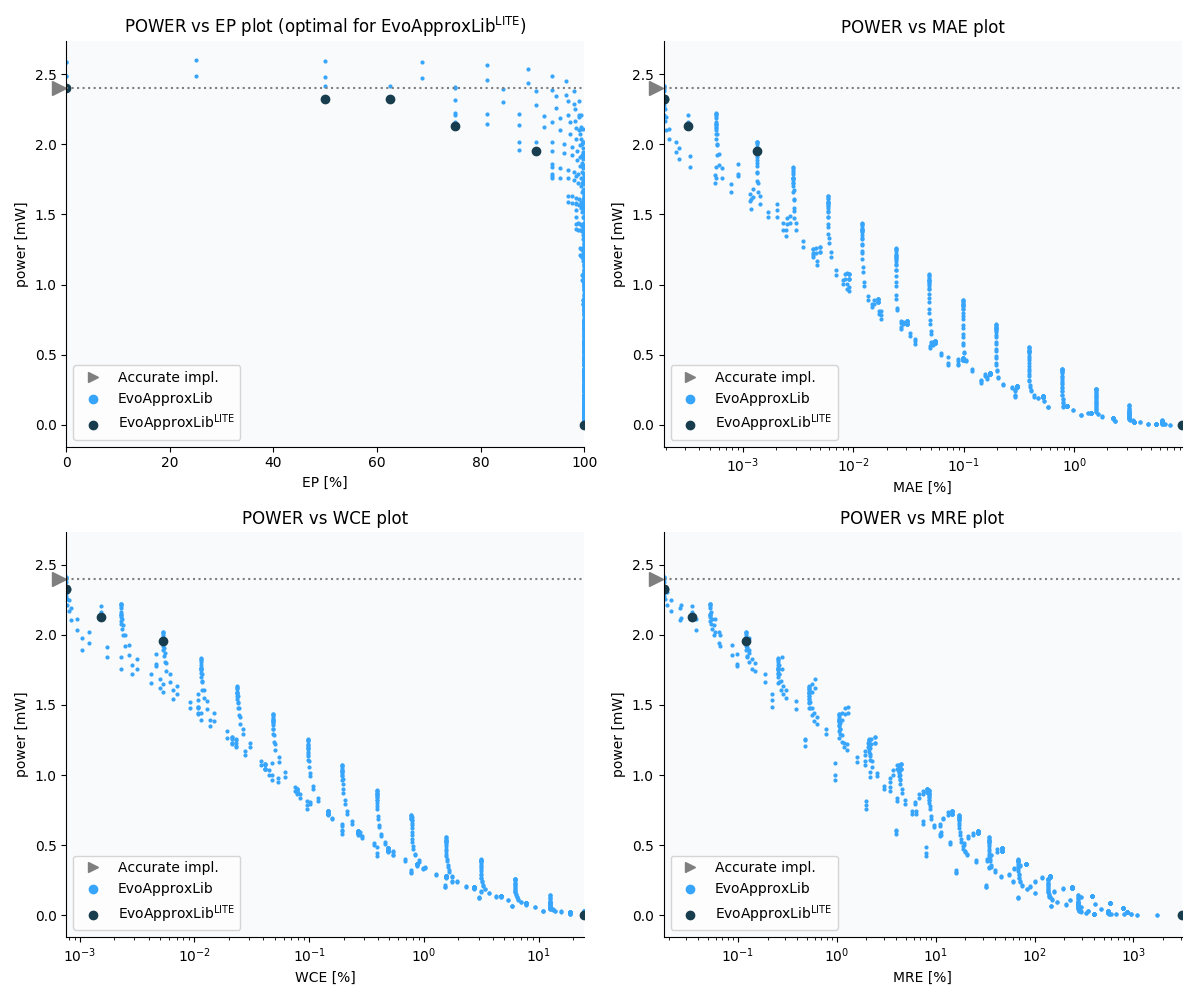 POWER vs EP plot (optimal for EvoApproxLib^LITE)
power [mW]
2.5
2.0
1.5
1.0
0.5
0.0
Accurate impl.
EvoApproxLib
EvoApproxLib^LITE
0 20 40 60 80 100
EP [%]
POWER vs MAE plot
power [mW]
2.5
2.0
1.5
1.0
0.5
0.0
Accurate impl.
EvoApproxLib
EvoApproxLib^LITE
10^-3 10^-2 10^-1 10^0
MAE [%]
POWER vs WCE plot
power [mW]
2.5
2.0
1.5
1.0
0.5
0.0
Accurate impl.
EvoApproxLib
EvoApproxLib^LITE
10^-3 10^-2 10^-1 10^0 10^1
WCE [%]
POWER vs MRE plot
power [mW]
2.5
2.0
1.5
1.0
0.5
0.0
Accurate impl.
EvoApproxLib
EvoApproxLib^LITE
10^-1 10^0 10^1 10^2 10^3
MRE [%]